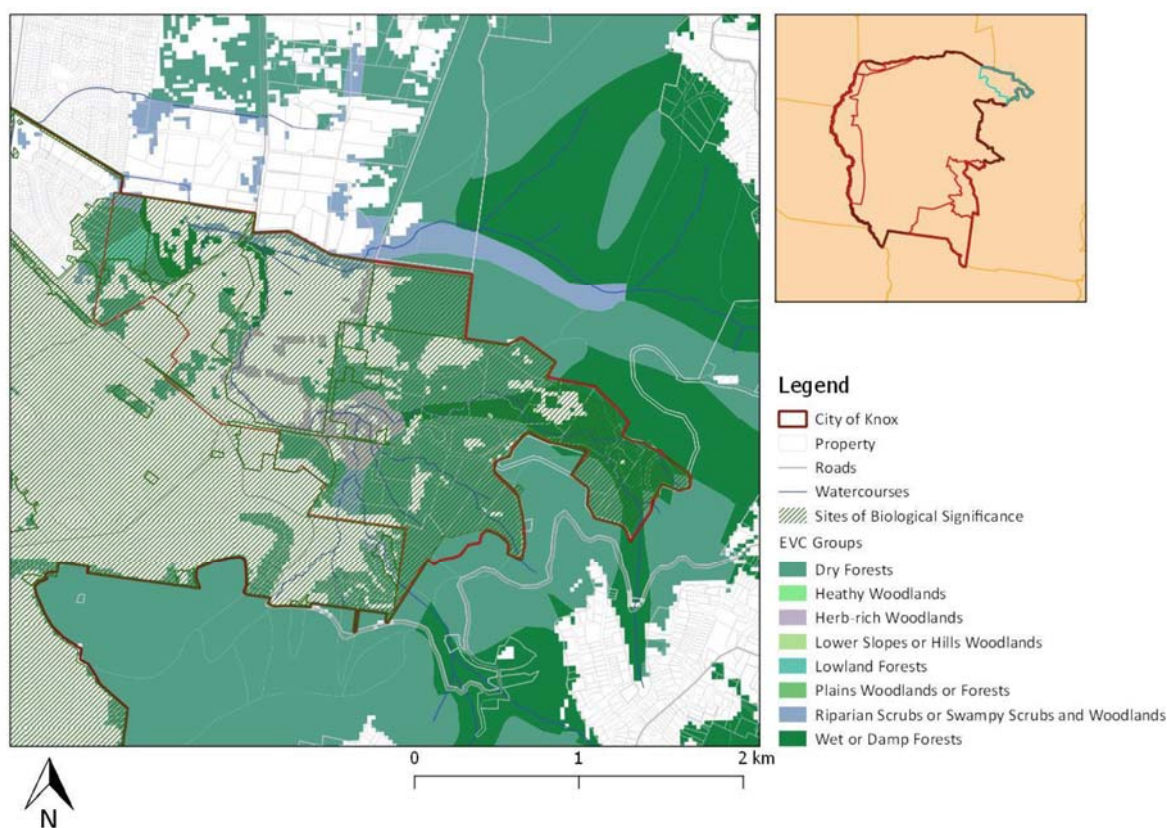 Legend
City of Knox
Property
Roads
Watercourses
Sites of Biological Significance
EVC Groups
Dry Forests
Heathy Woodlands
Herb-rich Woodlands
Lower Slopes or Hills Woodlands
Lowland Forests
Plains Woodlands or Forests
Riparian Scrubs or Swampy Scrubs and Woodlands
Wet or Damp Forests
0 1 2 km
N